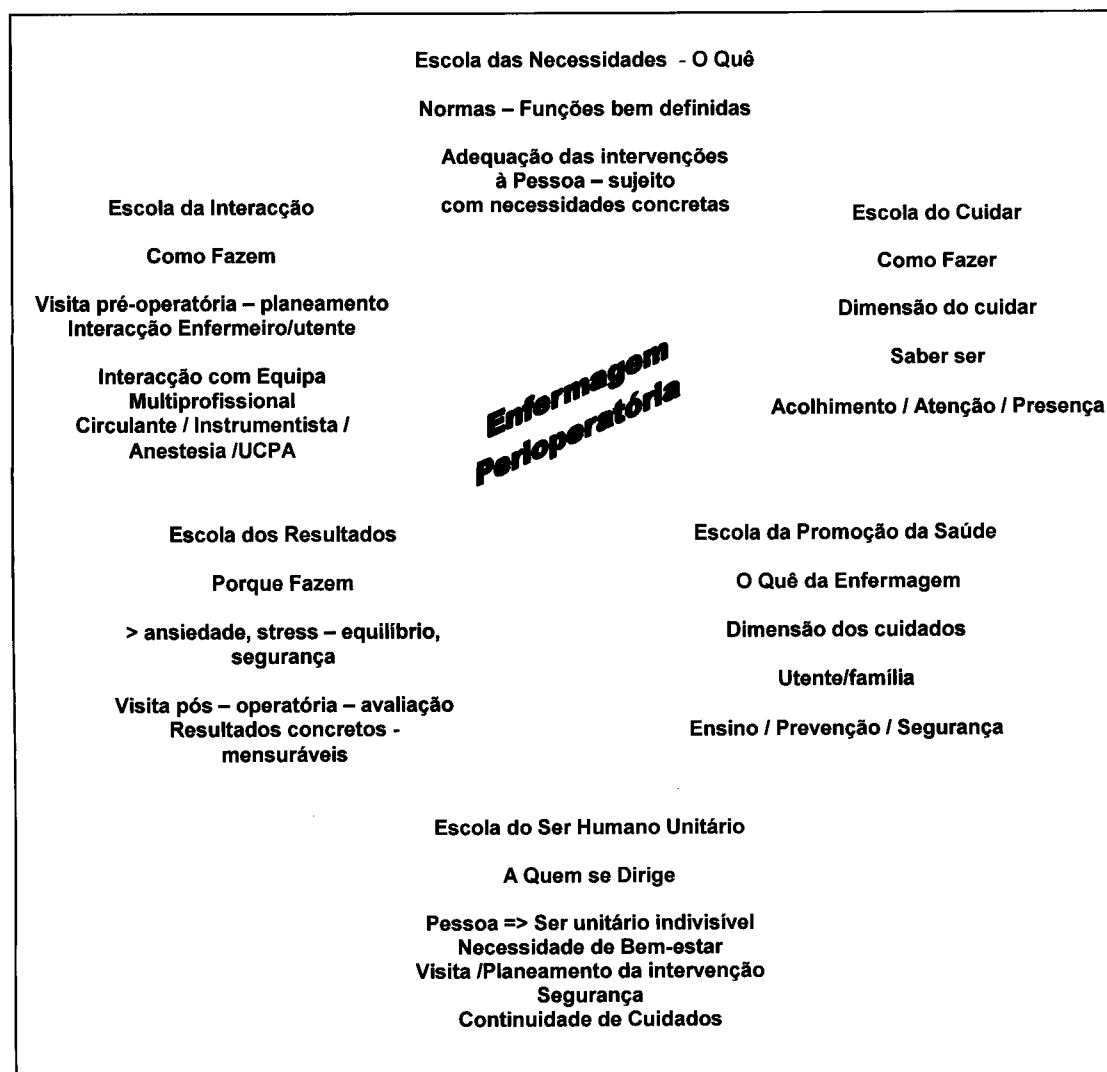 Escola das Necessidades - O Quê
Normas – Funções bem definidas
Adequação das intervenções
à Pessoa – sujeito
com necessidades concretas
Escola da Interacção
Como Fazem
Visita pré-operatória – planeamento
Interacção Enfermeiro/utente
Interacção com Equipa
Multiprofissional
Circulante / Instrumentista /
Anestesia /UCPA
Escola do Cuidar
Como Fazer
Dimensão do cuidar
Saber ser
Acolhimento / Atenção / Presença
Enfermagem
Perioperatória
Escola dos Resultados
Porque Fazem
> ansiedade, stress – equilíbrio,
segurança
Visita pós – operatória – avaliação
Resultados concretos -
mensuráveis
Escola da Promoção da Saúde
O Quê da Enfermagem
Dimensão dos cuidados
Utente/família
Ensino / Prevenção / Segurança
Escola do Ser Humano Unitário
A Quem se Dirige
Pessoa => Ser unitário indivisível
Necessidade de Bem-estar
Visita /Planeamento da intervenção
Segurança
Continuidade de Cuidados